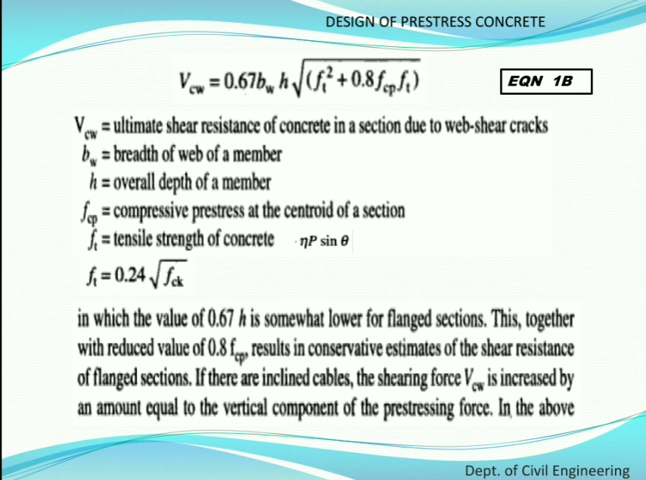 DESIGN OF PRESTRESS CONCRETE
V_cw = 0.67b_w h √(f_t² + 0.8f_cp f_t)
EQN 1B
V_cw = ultimate shear resistance of concrete in a section due to web-shear cracks
b_w = breadth of web of a member
h = overall depth of a member
f_cp = compressive prestress at the centroid of a section
f_t = tensile strength of concrete ηP sin θ
f_t = 0.24 √f_ck
in which the value of 0.67 h is somewhat lower for flanged sections. This, together
with reduced value of 0.8 f_cp, results in conservative estimates of the shear resistance
of flanged sections. If there are inclined cables, the shearing force V_cw is increased by
an amount equal to the vertical component of the prestressing force. In the above
Dept. of Civil Engineering